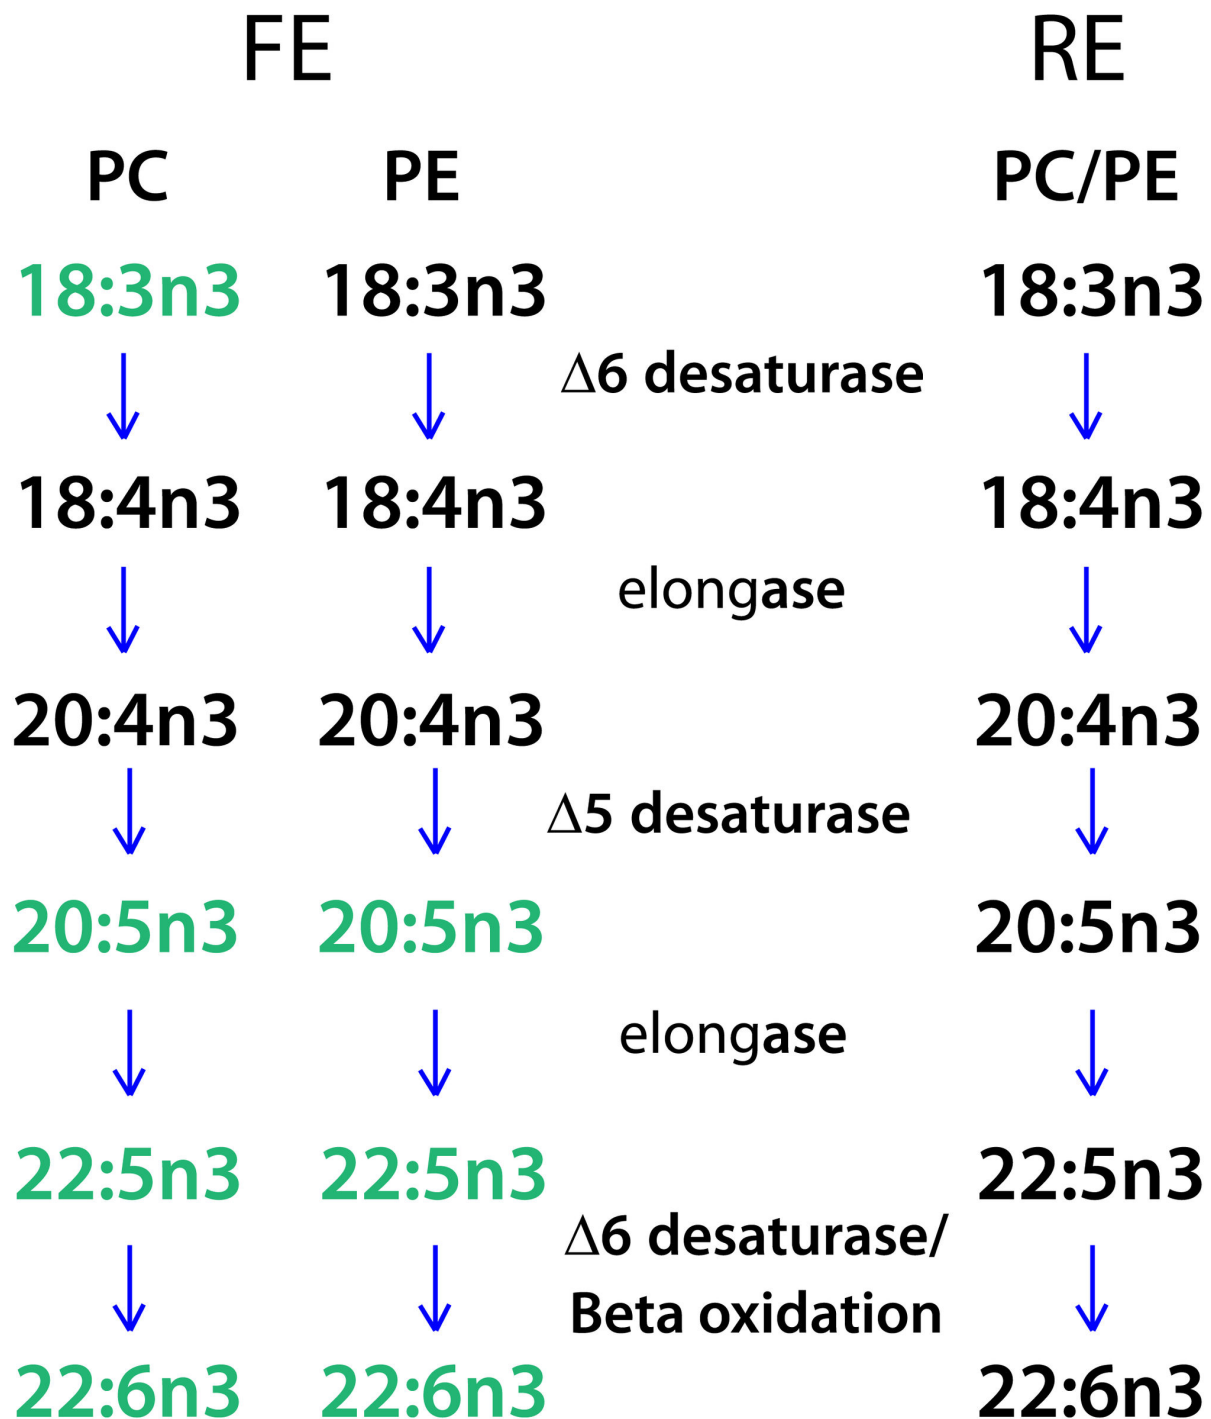 FE RE
PC PE PC/PE
18:3n3 18:3n3 18:3n3
Δ6 desaturase
18:4n3 18:4n3 18:4n3
elongase
20:4n3 20:4n3 20:4n3
Δ5 desaturase
20:5n3 20:5n3 20:5n3
elongase
22:5n3 22:5n3 22:5n3
Δ6 desaturase/
Beta oxidation
22:6n3 22:6n3 22:6n3